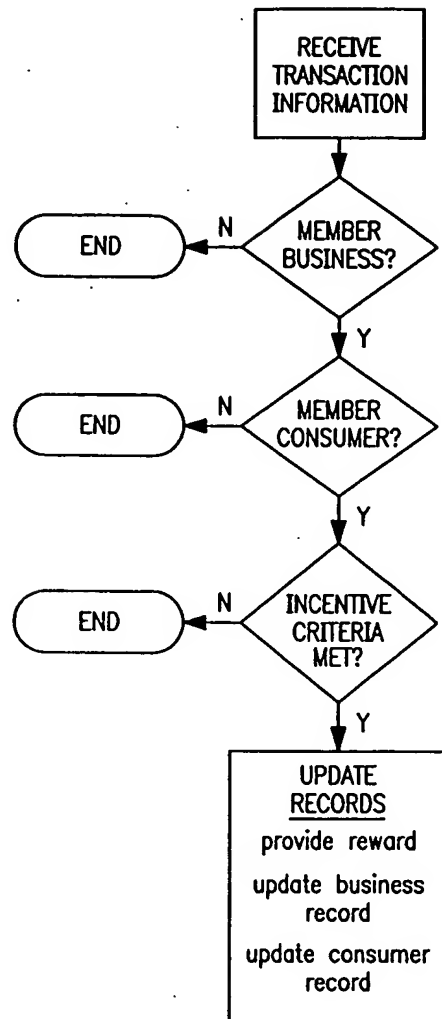 RECEIVE
TRANSACTION
INFORMATION
MEMBER
BUSINESS?
N
END
Y
MEMBER
CONSUMER?
N
END
Y
INCENTIVE
CRITERIA
MET?
N
END
Y
UPDATE
RECORDS
provide reward
update business
record
update consumer
record